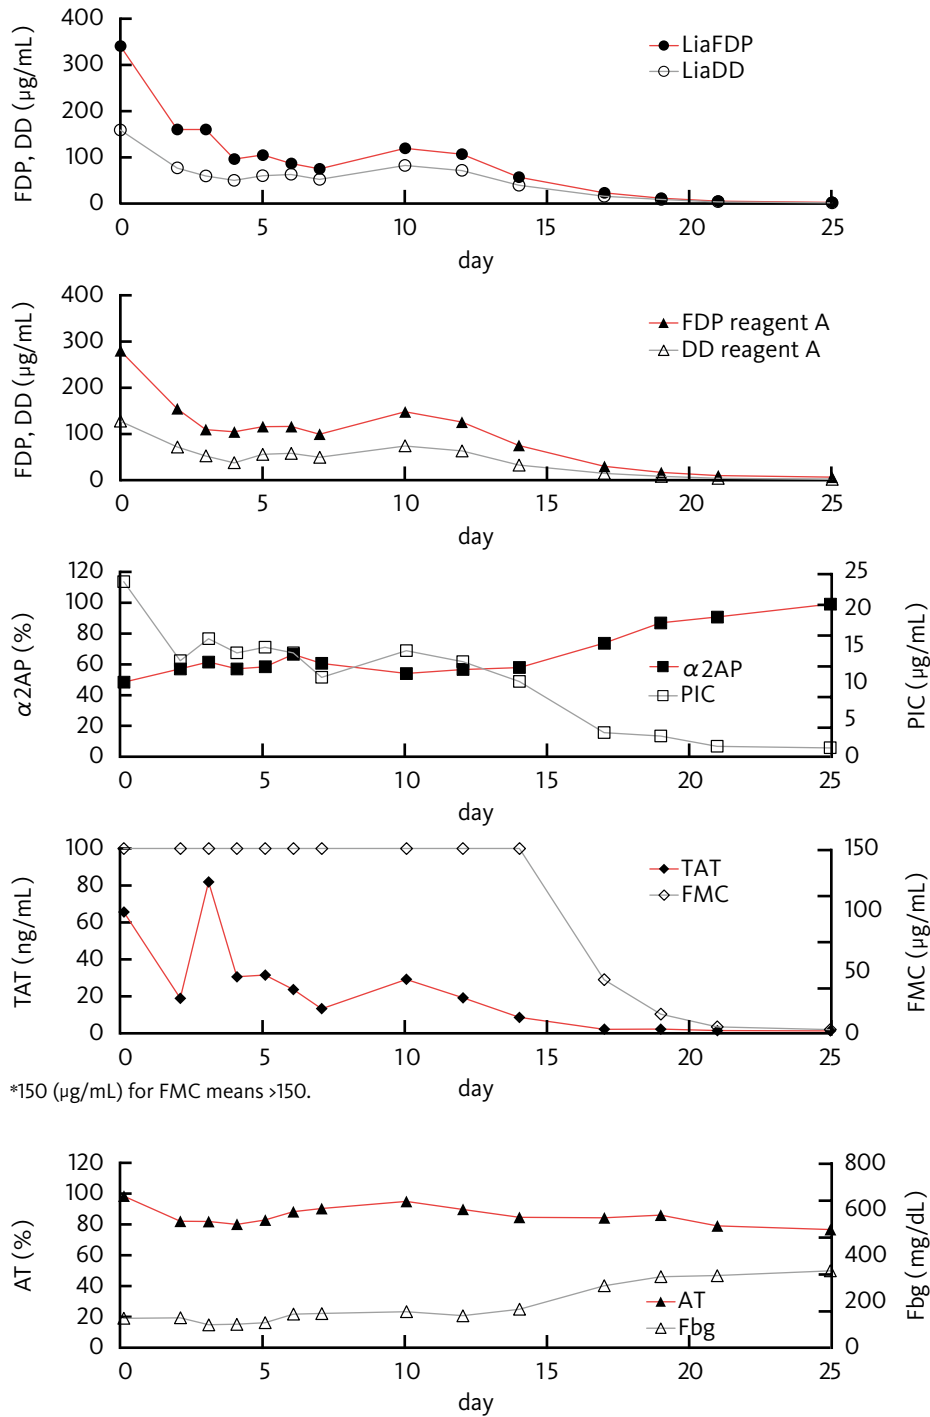 400
300
200
100
0
FDP, DD (µg/mL)
LiaFDP
LiaDD
0 5 10 15 20 25
day
400
300
200
100
0
FDP, DD (µg/mL)
FDP reagent A
DD reagent A
0 5 10 15 20 25
day
120
100
80
60
40
20
0
α2AP (%)
α2AP
PIC
25
20
15
10
5
0
PIC (µg/mL)
0 5 10 15 20 25
day
100
80
60
40
20
0
TAT (ng/mL)
TAT
FMC
150
100
50
0
FMC (µg/mL)
0 5 10 15 20 25
day
*150 (µg/mL) for FMC means >150.
120
100
80
60
40
20
0
AT (%)
AT
Fbg
800
600
400
200
0
Fbg (mg/dL)
0 5 10 15 20 25
day